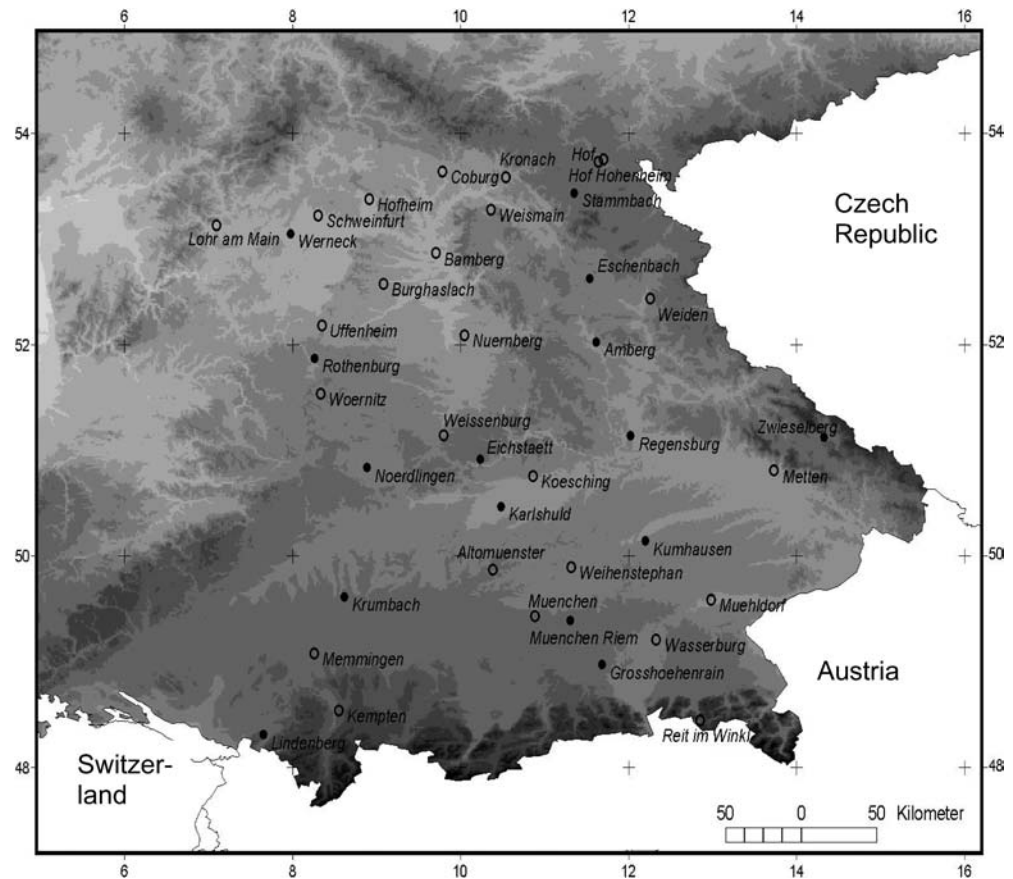 6 8 10 12 14 16
54 54
Kronach
Hof
Coburg
Hof Hohenheim
Stammbach
Hofheim
Weismain
Schweinfurt
Lohr am Main
Werneck
Czech
Republic
Bamberg
Eschenbach
Burghaslach
Weiden
Uffenheim
Nuernberg
Amberg
52 52
Rothenburg
Woernitz
Weissenburg
Zwieselberg
Eichstaett
Regensburg
Noerdlingen
Koesching
Metten
Karlshuld
50 50
Altomuenster
Kumhausen
Weihenstephan
Krumbach
Muenchen
Muehldorf
Muenchen Riem
Wasserburg
Memmingen
Grosshoehenrain
Austria
Kempten
Reit im Winkl
Lindenberg
48 48
Switzer-
land
50 0 50 Kilometer
6 8 10 12 14 16